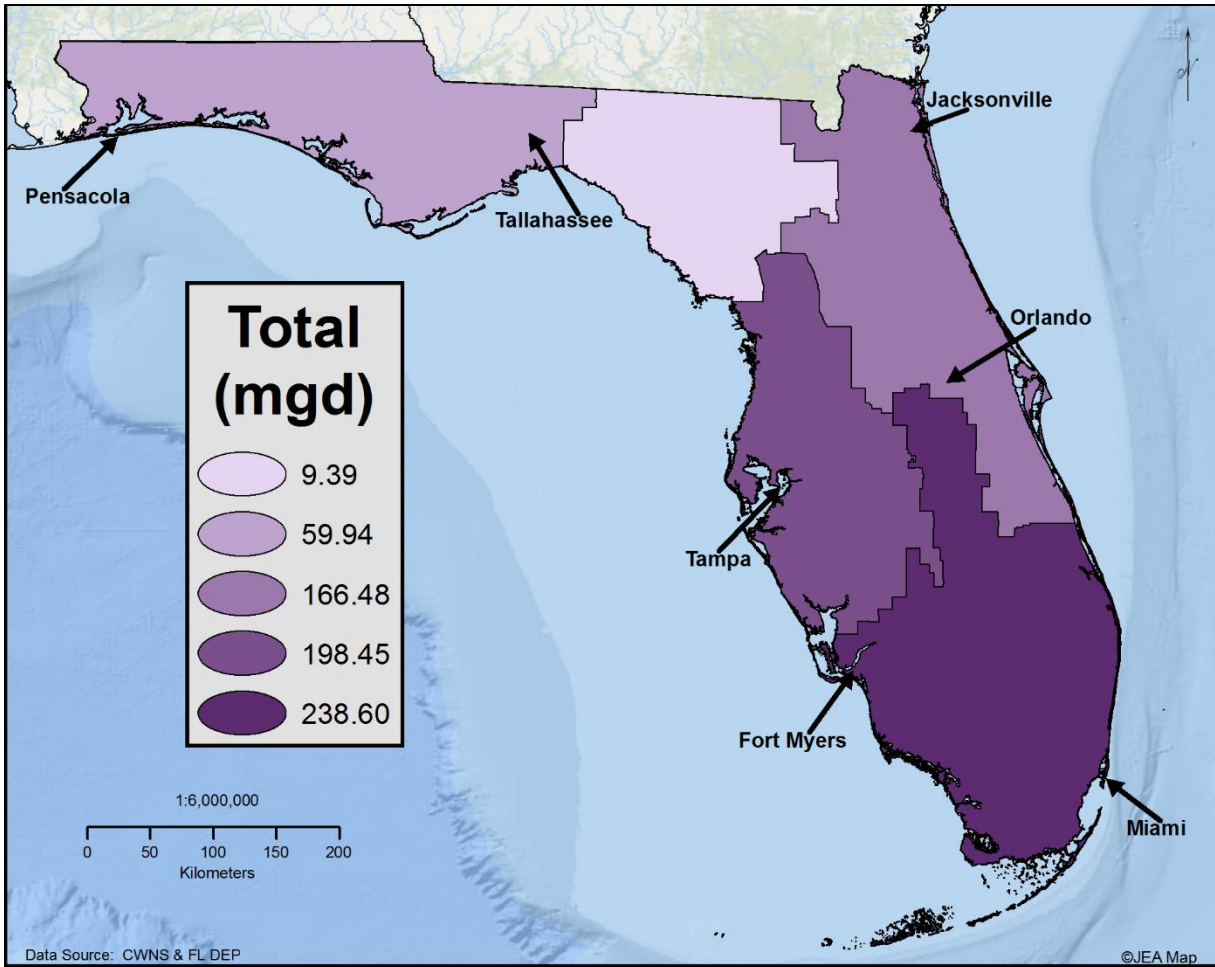 N
Jacksonville
Pensacola
Tallahassee
Total
(mgd)
9.39
59.94
166.48
198.45
238.60
Orlando
Tampa
Fort Myers
Miami
1:6,000,000
0 50 100 150 200
Kilometers
Data Source: CWNS & FL DEP
©JEA Map